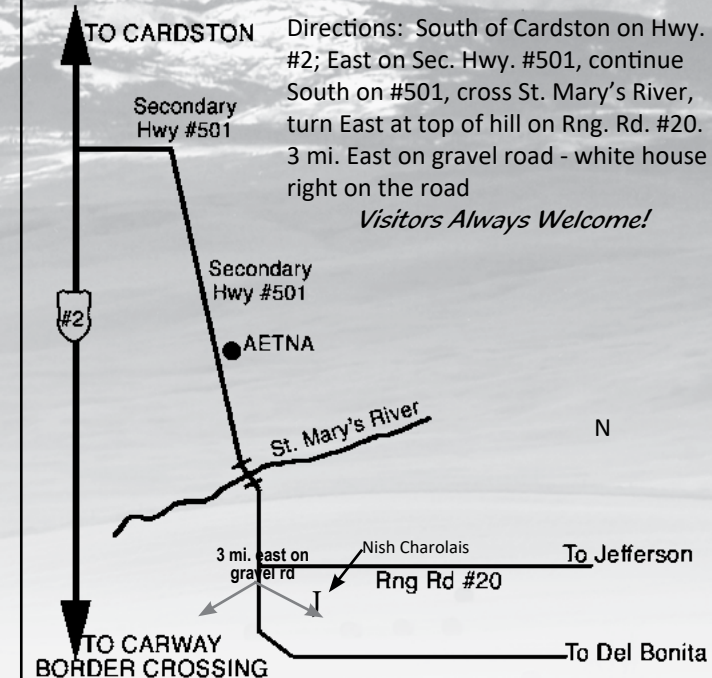 TO CARDSTON
Directions:  South of Cardston on Hwy.
#2; East on Sec. Hwy. #501, continue
South on #501, cross St. Mary's River,
turn East at top of hill on Rng. Rd. #20.
3 mi. East on gravel road - white house
right on the road
Visitors Always Welcome!
Secondary
Hwy #501
Secondary
Hwy #501
#2
AETNA
St. Mary's River
N
3 mi. east on
gravel rd
Nish Charolais
To Jefferson
Rng Rd #20
J
TO CARWAY
BORDER CROSSING
To Del Bonita